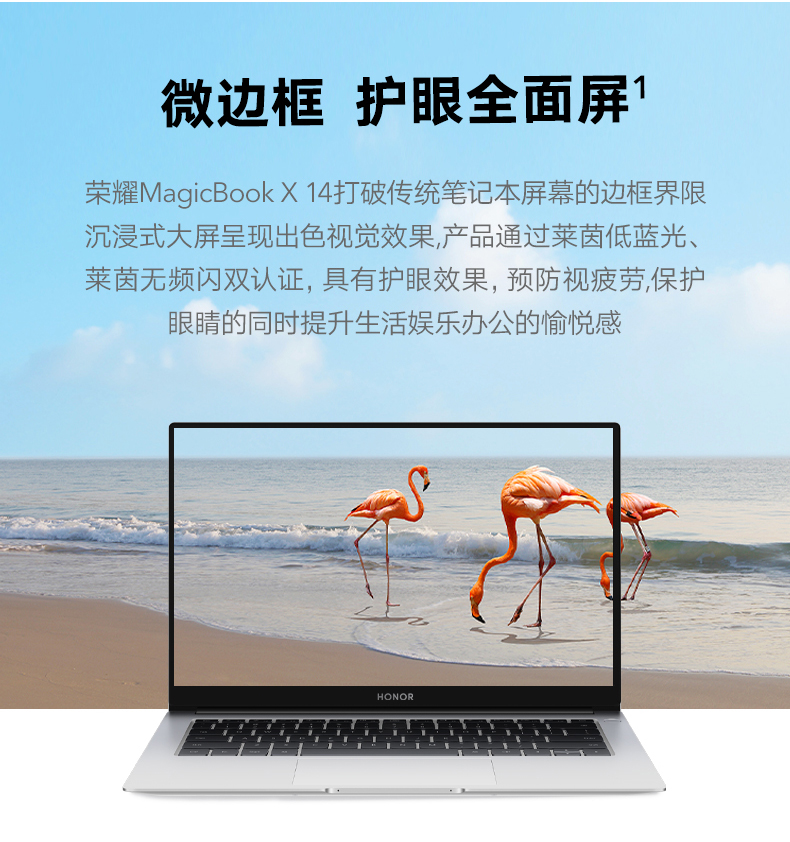 微边框 护眼全面屏1
荣耀MagicBook X 14打破传统笔记本屏幕的边框界限
沉浸式大屏呈现出色视觉效果,产品通过莱茵低蓝光、
莱茵无频闪双认证，具有护眼效果，预防视疲劳,保护
眼睛的同时提升生活娱乐办公的愉悦感
HONOR